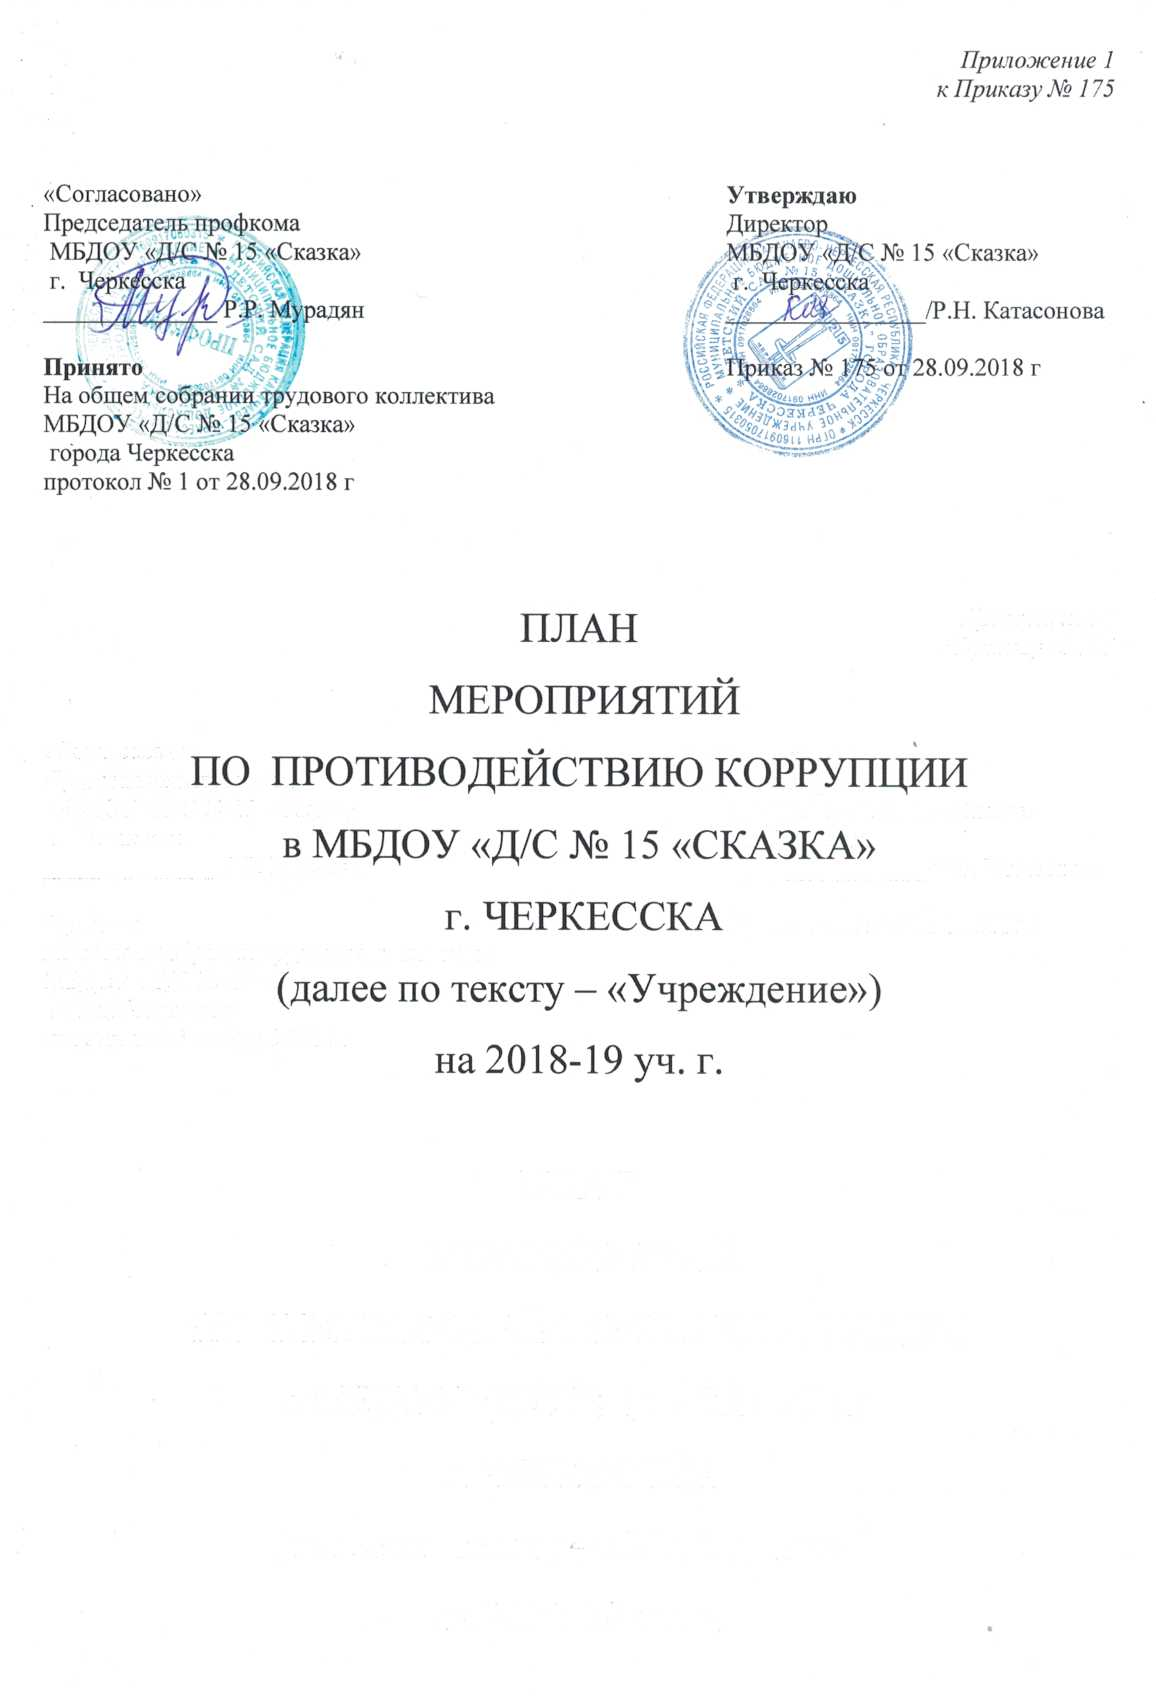 Приложение 1
к Приказу № 175
«Согласовано»
Председатель профкома
МБДОУ «Д/С № 15 «Сказка»
г. Черкесска
______________Р.Р. Мурадян
Принято
На общем собрании трудового коллектива
МБДОУ «Д/С № 15 «Сказка»
города Черкесска
протокол № 1 от 28.09.2018 г
Утверждаю
Директор
МБДОУ «Д/С № 15 «Сказка»
г. Черкесска
________________/Р.Н. Катасонова
Приказ № 175 от 28.09.2018 г
ПЛАН
МЕРОПРИЯТИЙ
ПО ПРОТИВОДЕЙСТВИЮ КОРРУПЦИИ
в МБДОУ «Д/С № 15 «СКАЗКА»
г. ЧЕРКЕССКА
(далее по тексту – «Учреждение»)
на 2018-19 уч. г.